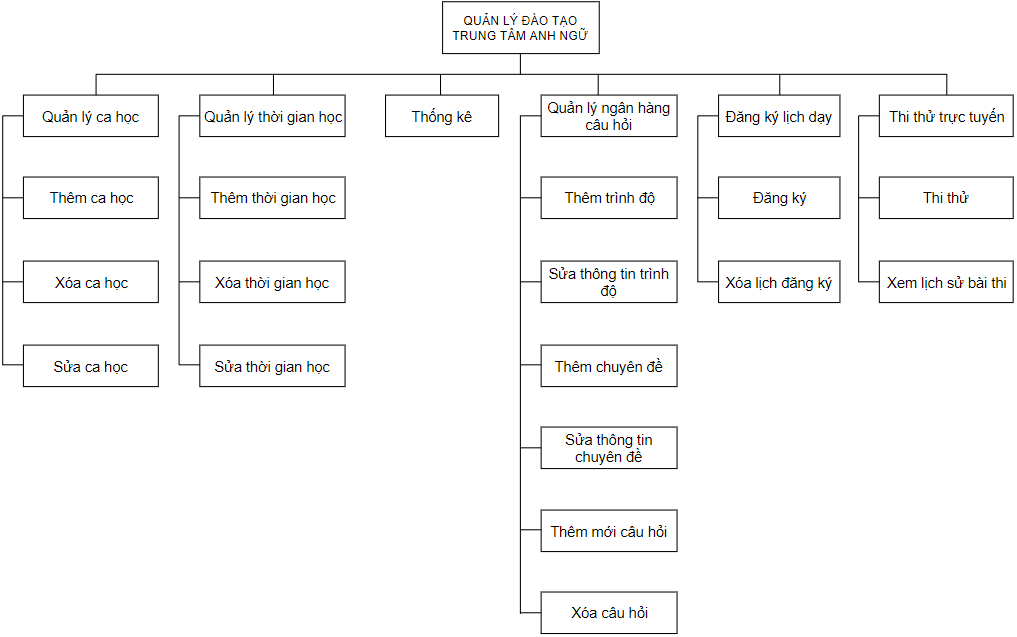 QUẢN LÝ ĐÀO TẠO
TRUNG TÂM ANH NGỮ
Quản lý ca học
Thêm ca học
Xóa ca học
Sửa ca học
Quản lý thời gian học
Thêm thời gian học
Xóa thời gian học
Sửa thời gian học
Thống kê
Quản lý ngân hàng
câu hỏi
Thêm trình độ
Sửa thông tin trình
độ
Thêm chuyên đề
Sửa thông tin
chuyên đề
Thêm mới câu hỏi
Xóa câu hỏi
Đăng ký lịch dạy
Đăng ký
Xóa lịch đăng ký
Thi thử trực tuyến
Thi thử
Xem lịch sử bài thi